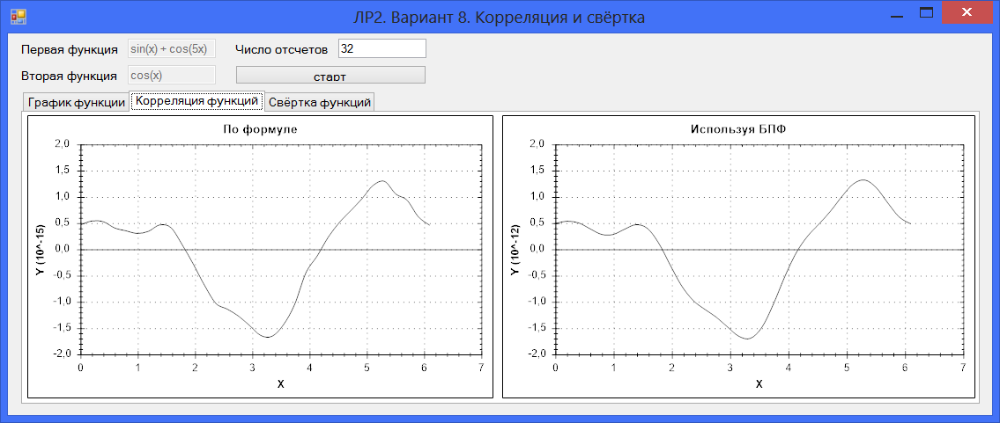 ЛР2. Вариант 8. Корреляция и свёртка
Первая функция sin(x) + cos(5x) Число отсчетов 32
Вторая функция cos(x) старт
График функции Корреляция функций Свёртка функций
По формуле
2,0
1,5
1,0
0,5
0,0
-0,5
-1,0
-1,5
-2,0
Y (10^-15)
0 1 2 3 4 5 6 7
X
Используя БПФ
2,0
1,5
1,0
0,5
0,0
-0,5
-1,0
-1,5
-2,0
Y (10^-12)
0 1 2 3 4 5 6 7
X